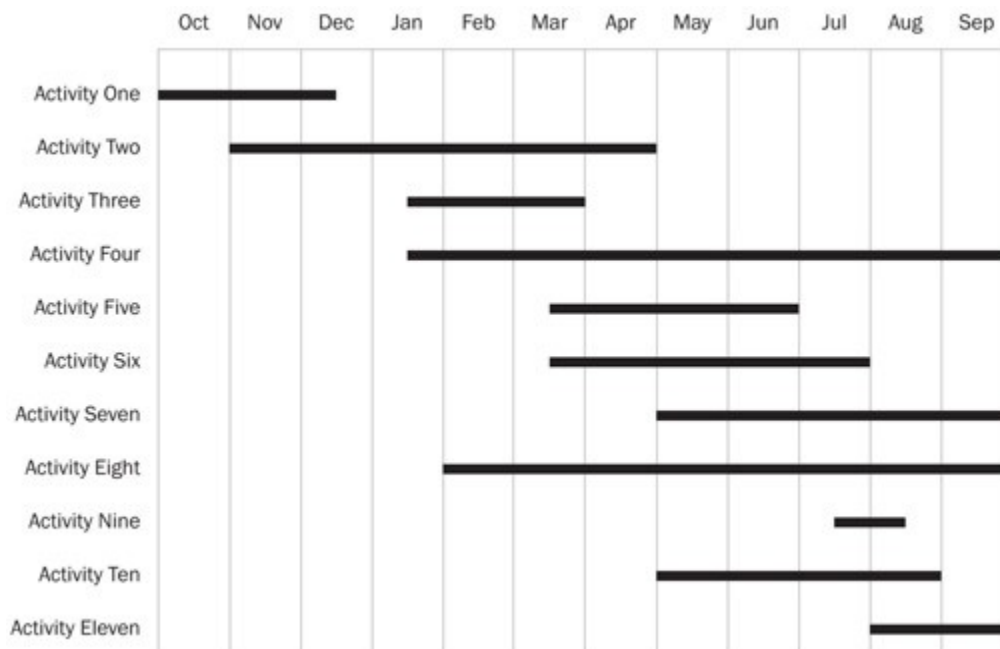 Oct Nov Dec Jan Feb Mar Apr May Jun Jul Aug Sep
Activity One
Activity Two
Activity Three
Activity Four
Activity Five
Activity Six
Activity Seven
Activity Eight
Activity Nine
Activity Ten
Activity Eleven